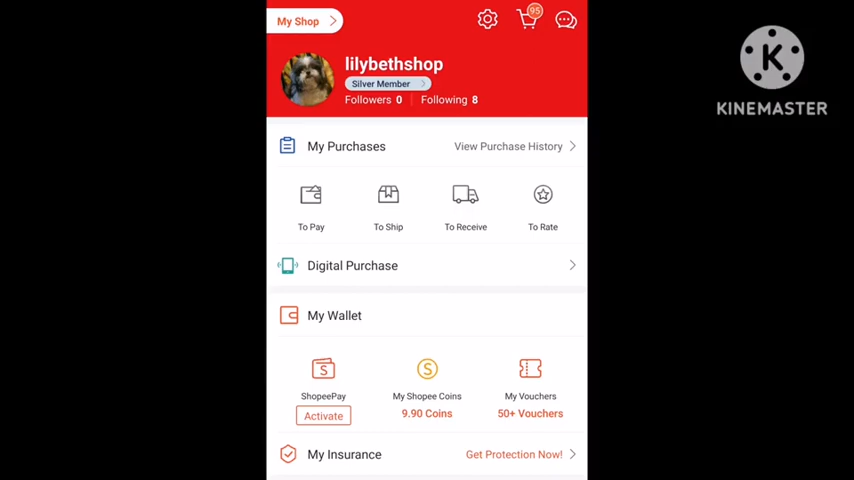 My Shop
95
lilybethshop
Silver Member
Followers 0 Following 8
My Purchases View Purchase History
To Pay To Ship To Receive To Rate
Digital Purchase
My Wallet
ShopeePay My Shopee Coins My Vouchers
Activate 9.90 Coins 50+ Vouchers
My Insurance Get Protection Now!
K
KINEMASTER